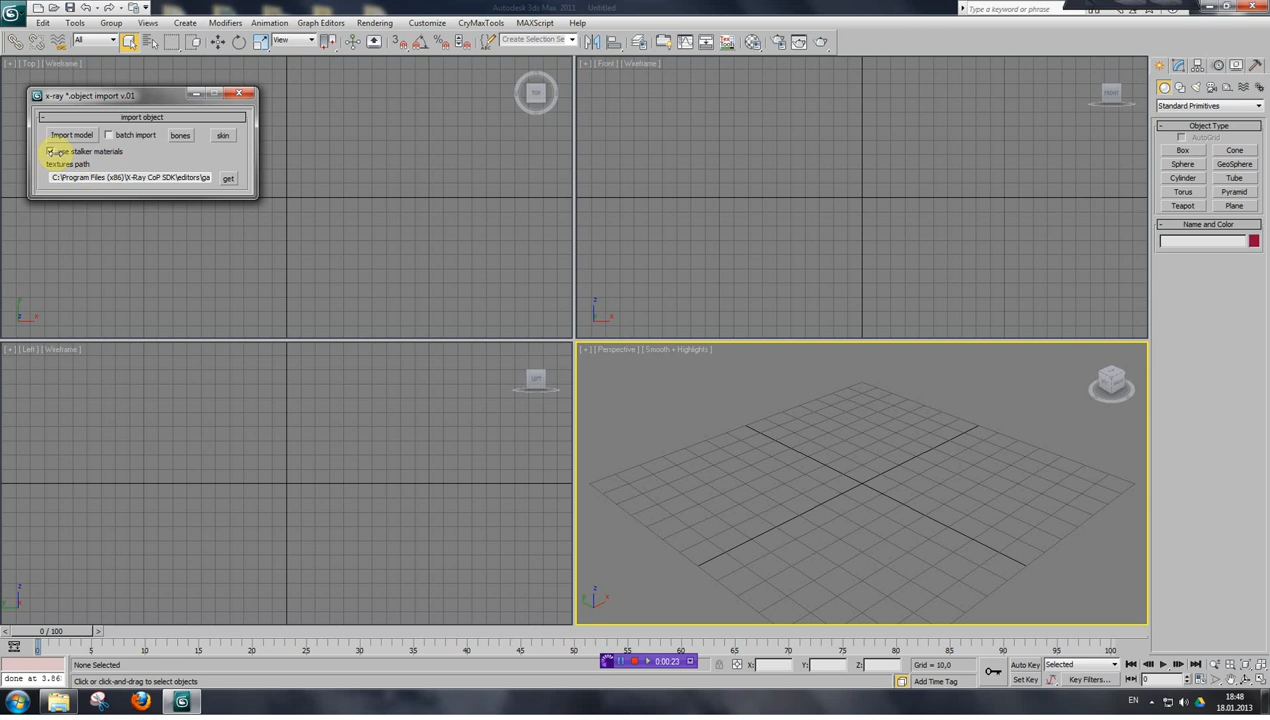 Autodesk 3ds Max 2011 Untitled
Type a keyword or phrase
Edit Tools Group Views Create Modifiers Animation Graph Editors Rendering Customize CryMaxTools MAXScript Help
All
View
Create Selection Se
[ + ] [ Top ] [ Wireframe ]
TOP
[ + ] [ Front ] [ Wireframe ]
FRONT
x-ray *.object import v.01
- import object
Import model batch import bones skin
use stalker materials
textures path
C:\Program Files (x86)\X-Ray CoP SDK\editors\ga get
Standard Primitives
- Object Type
AutoGrid
Box Cone
Sphere GeoSphere
Cylinder Tube
Torus Pyramid
Teapot Plane
- Name and Color
y
z x
z
y x
[ + ] [ Left ] [ Wireframe ]
LEFT
[ + ] [ Perspective ] [ Smooth + Highlights ]
z
y x
z
y x
< 0 / 100 >
0 5 10 15 20 25 30 35 40 45 50 55 60 65 70 75 80 85 90 95 100
0:00:23
None Selected
X: Y: Z: Grid = 10,0
Auto Key Selected
done at 3.86: Click or click-and-drag to select objects
Add Time Tag
Set Key Key Filters... 0
EN
18:48
18.01.2013